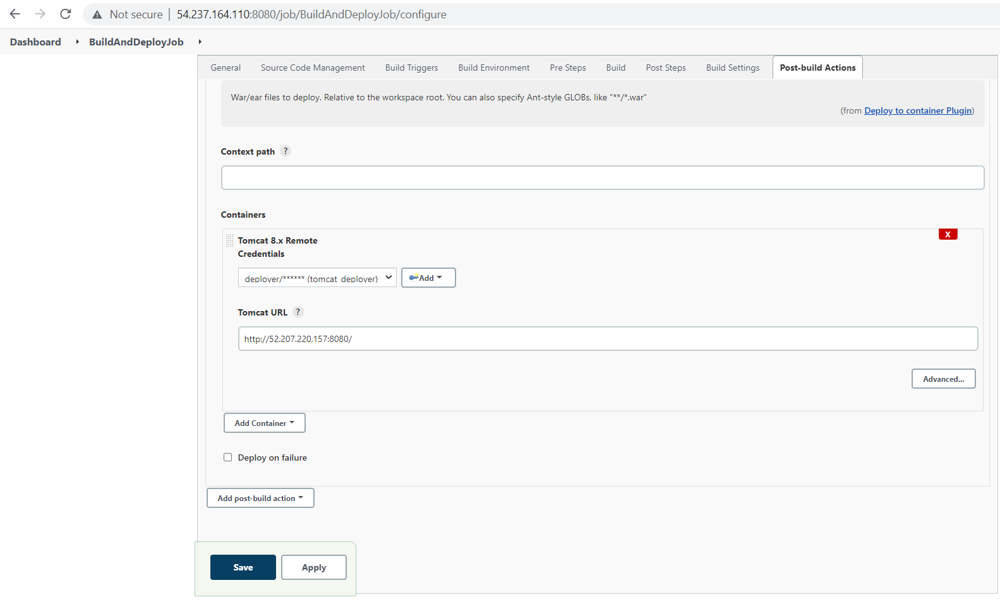 Not secure | 54.237.164.110:8080/job/BuildAndDeployJob/configure
Dashboard BuildAndDeployJob
General Source Code Management Build Triggers Build Environment Pre Steps Build Post Steps Build Settings Post-build Actions
War/ear files to deploy. Relative to the workspace root. You can also specify Ant-style GLOBs, like "**/*.war"
(from Deploy to container Plugin)
Context path ?
Containers
Tomcat 8.x Remote
X
Credentials
deployer/****** (tomcat_deployer) Add
Tomcat URL ?
http://52.207.220.157:8080/
Advanced...
Add Container
Deploy on failure
Add post-build action
Save Apply